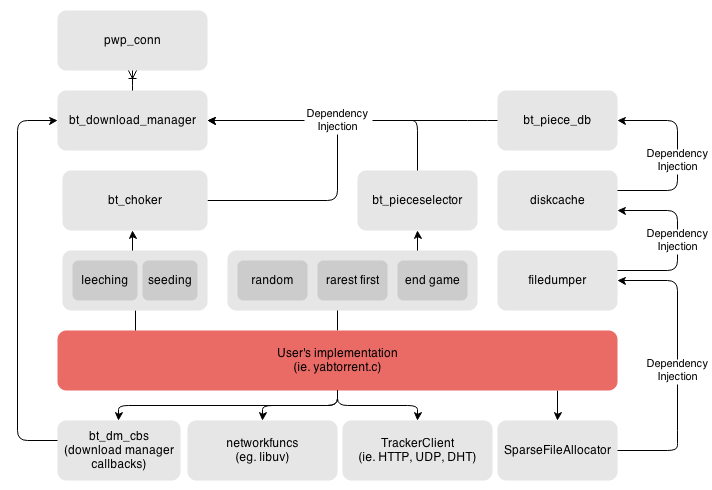 pwp_conn
bt_download_manager
Dependency
Injection
bt_piece_db
Dependency
Injection
bt_choker
bt_pieceselector
diskcache
Dependency
Injection
leeching
seeding
random
rarest first
end game
filedumper
User's implementation
(ie. yabtorrent.c)
Dependency
Injection
bt_dm_cbs
(download manager
callbacks)
networkfuncs
(eg. libuv)
TrackerClient
(ie. HTTP, UDP, DHT)
SparseFileAllocator